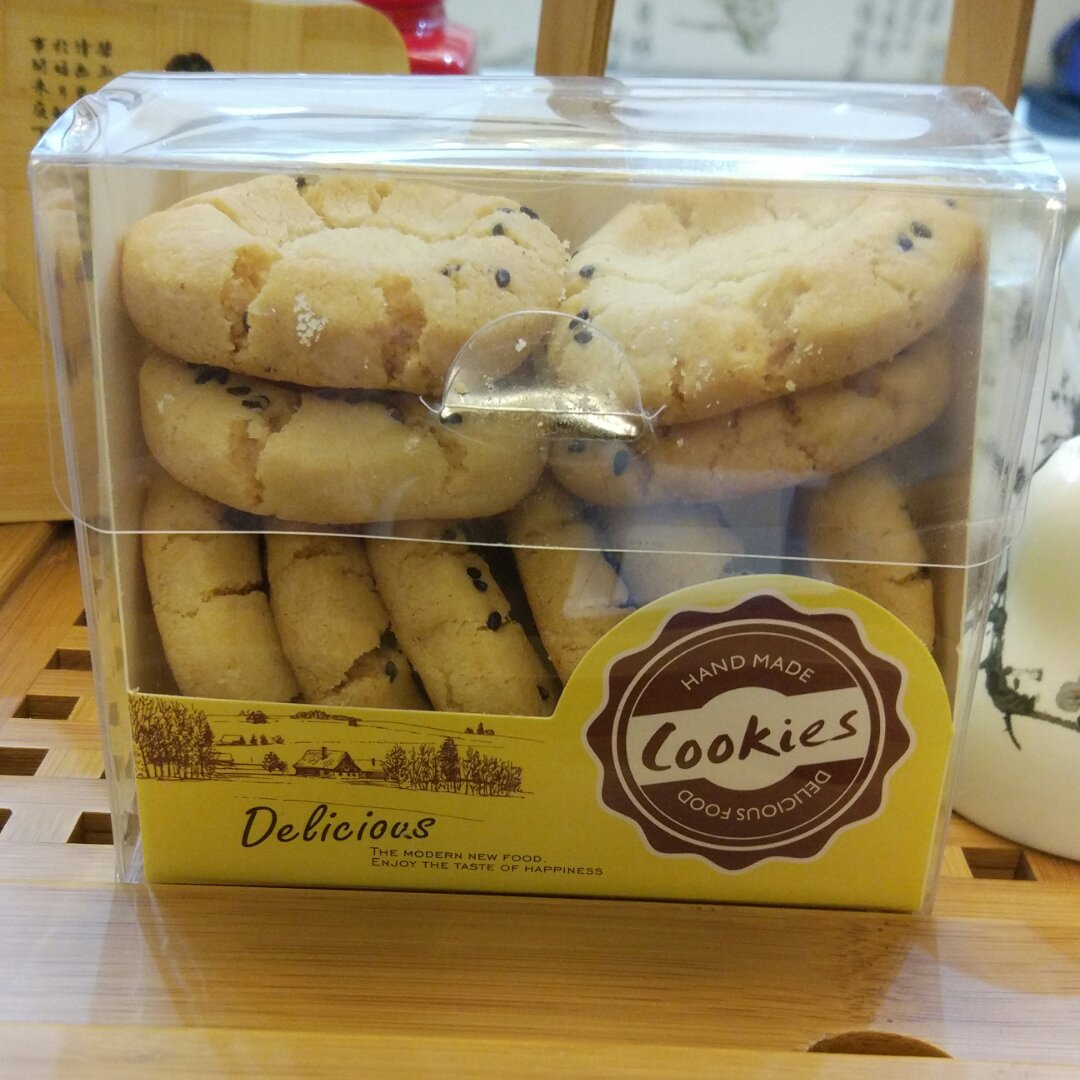 HAND MADE
Cookies
DELICIOUS FOOD
Delicious
THE MODERN NEW FOOD.
ENJOY THE TASTE OF HAPPINESS